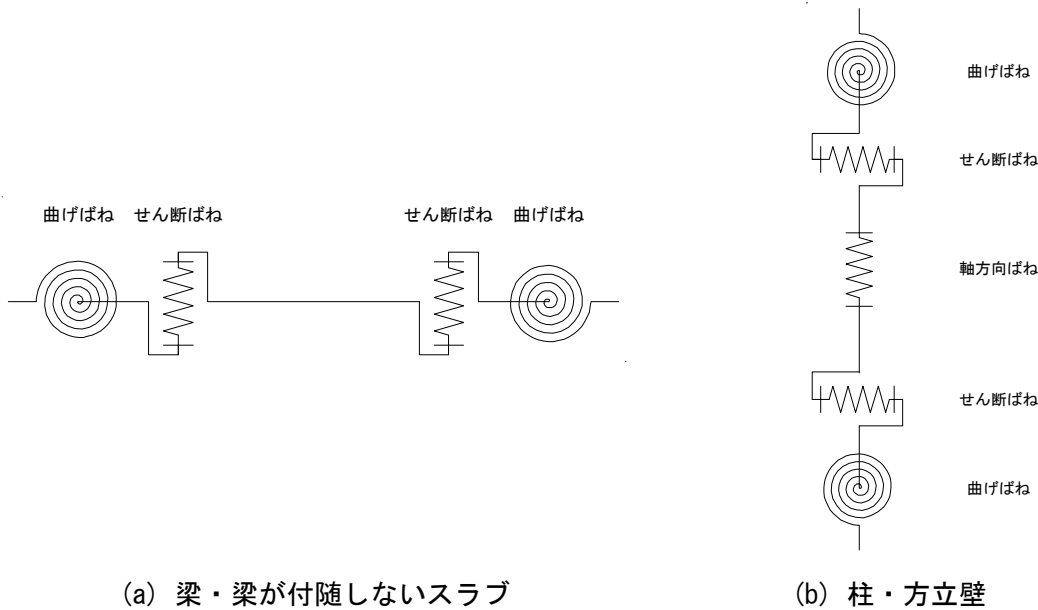 曲げばね せん断ばね せん断ばね 曲げばね
(a) 梁・梁が付随しないスラブ
曲げばね
せん断ばね
軸方向ばね
せん断ばね
曲げばね
(b) 柱・方立壁